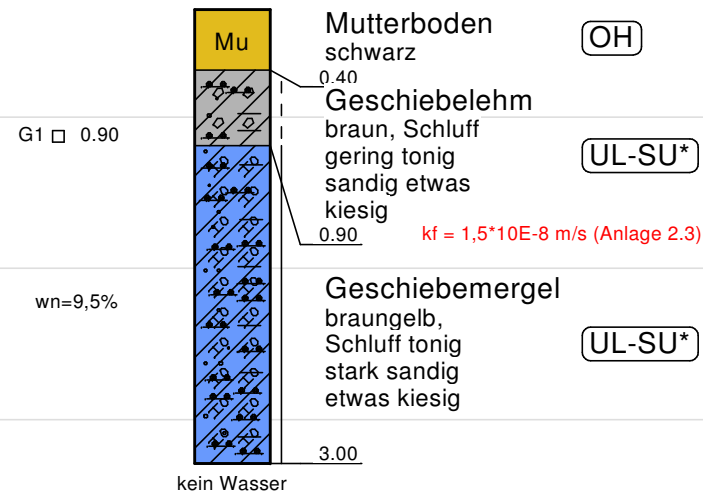 Mu
Mutterboden
schwarz
OH
0.40
Geschiebelehm
braun, Schluff
gering tonig
sandig etwas
kiesig
UL-SU*
G1 0.90
0.90
kf = 1,5*10E-8 m/s (Anlage 2.3)
wn=9,5%
Geschiebemergel
braungelb,
Schluff tonig
stark sandig
etwas kiesig
UL-SU*
3.00
kein Wasser